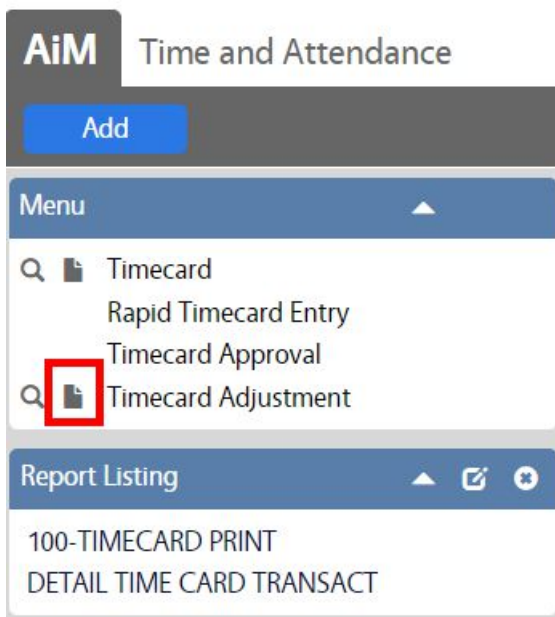 AiM Time and Attendance
Add
Menu
Timecard
Rapid Timecard Entry
Timecard Approval
Timecard Adjustment
Report Listing
100-TIMECARD PRINT
DETAIL TIME CARD TRANSACT